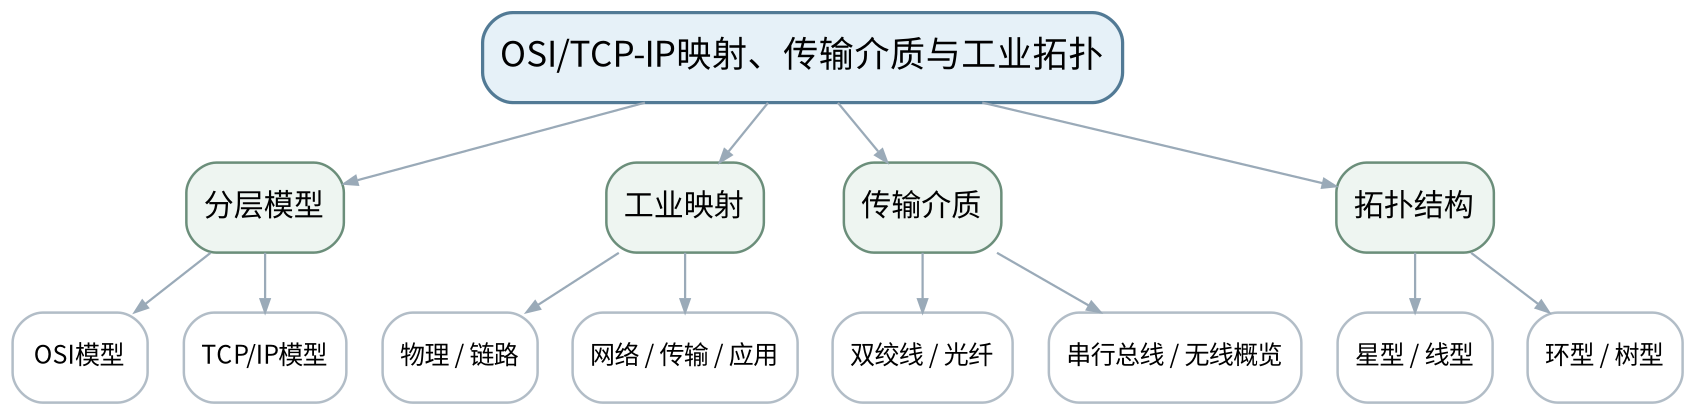 OSI/TCP-IP映射、传输介质与工业拓扑
分层模型
工业映射
传输介质
拓扑结构
OSI模型
TCP/IP模型
物理 / 链路
网络 / 传输 / 应用
双绞线 / 光纤
串行总线 / 无线概览
星型 / 线型
环型 / 树型